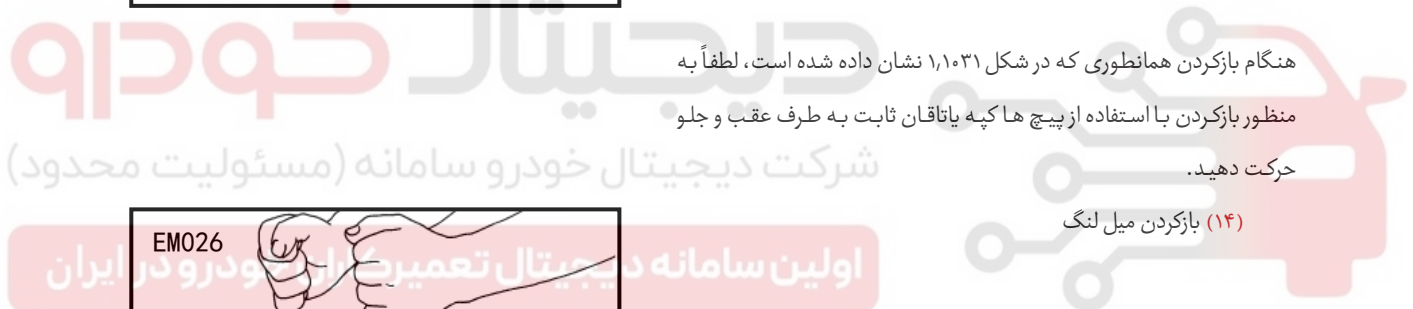 دیجیتال خودرو
هنگام بازکردن همانطوری که در شکل ۱,۱۰۳۱ نشان داده شده است، لطفاً به
منظور بازکردن با استفاده از پیچ ها کپه یاتاقان ثابت به طرف عقب و جلو
حرکت دهید.
شرکت دیجیتال خودرو سامانه (مسئولیت محدود)
(۱۴) بازکردن میل لنگ
EM026
اولین سامانه دیجیتال تعمیرکاران خودرو در ایران